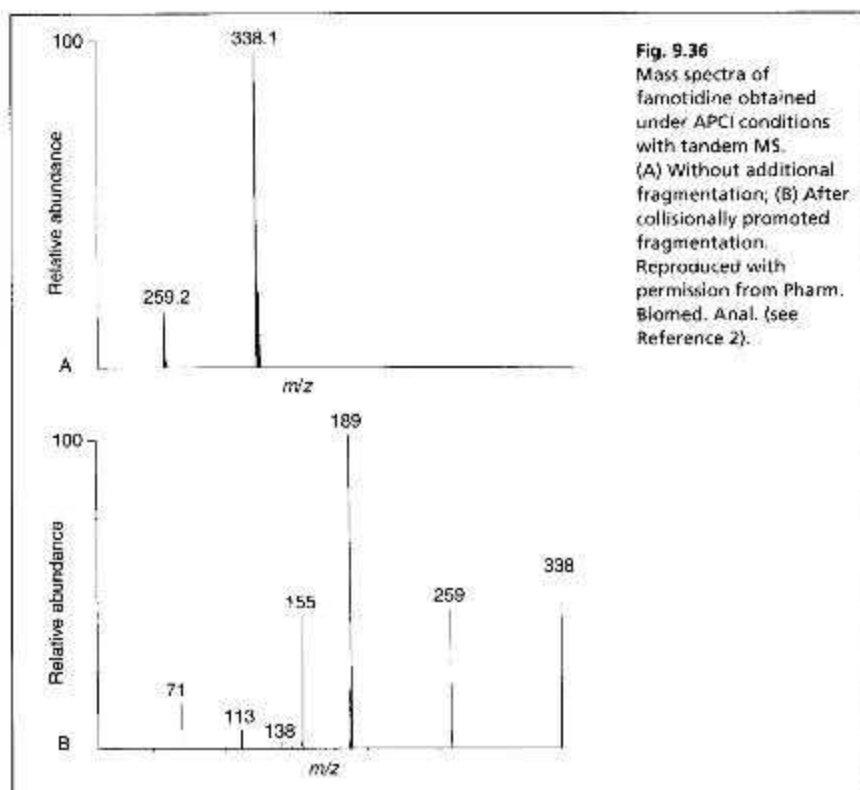 100
338.1
Relative abundance
259.2
A
m/z
Fig. 9.36
Mass spectra of
famotidine obtained
under APCI conditions
with tandem MS.
(A) Without additional
fragmentation; (B) After
collisionally promoted
fragmentation.
Reproduced with
permission from Pharm.
Biomed. Anal. (see
Reference 2).
189
100
Relative abundance
338
259
155
71
113
138
B
m/z